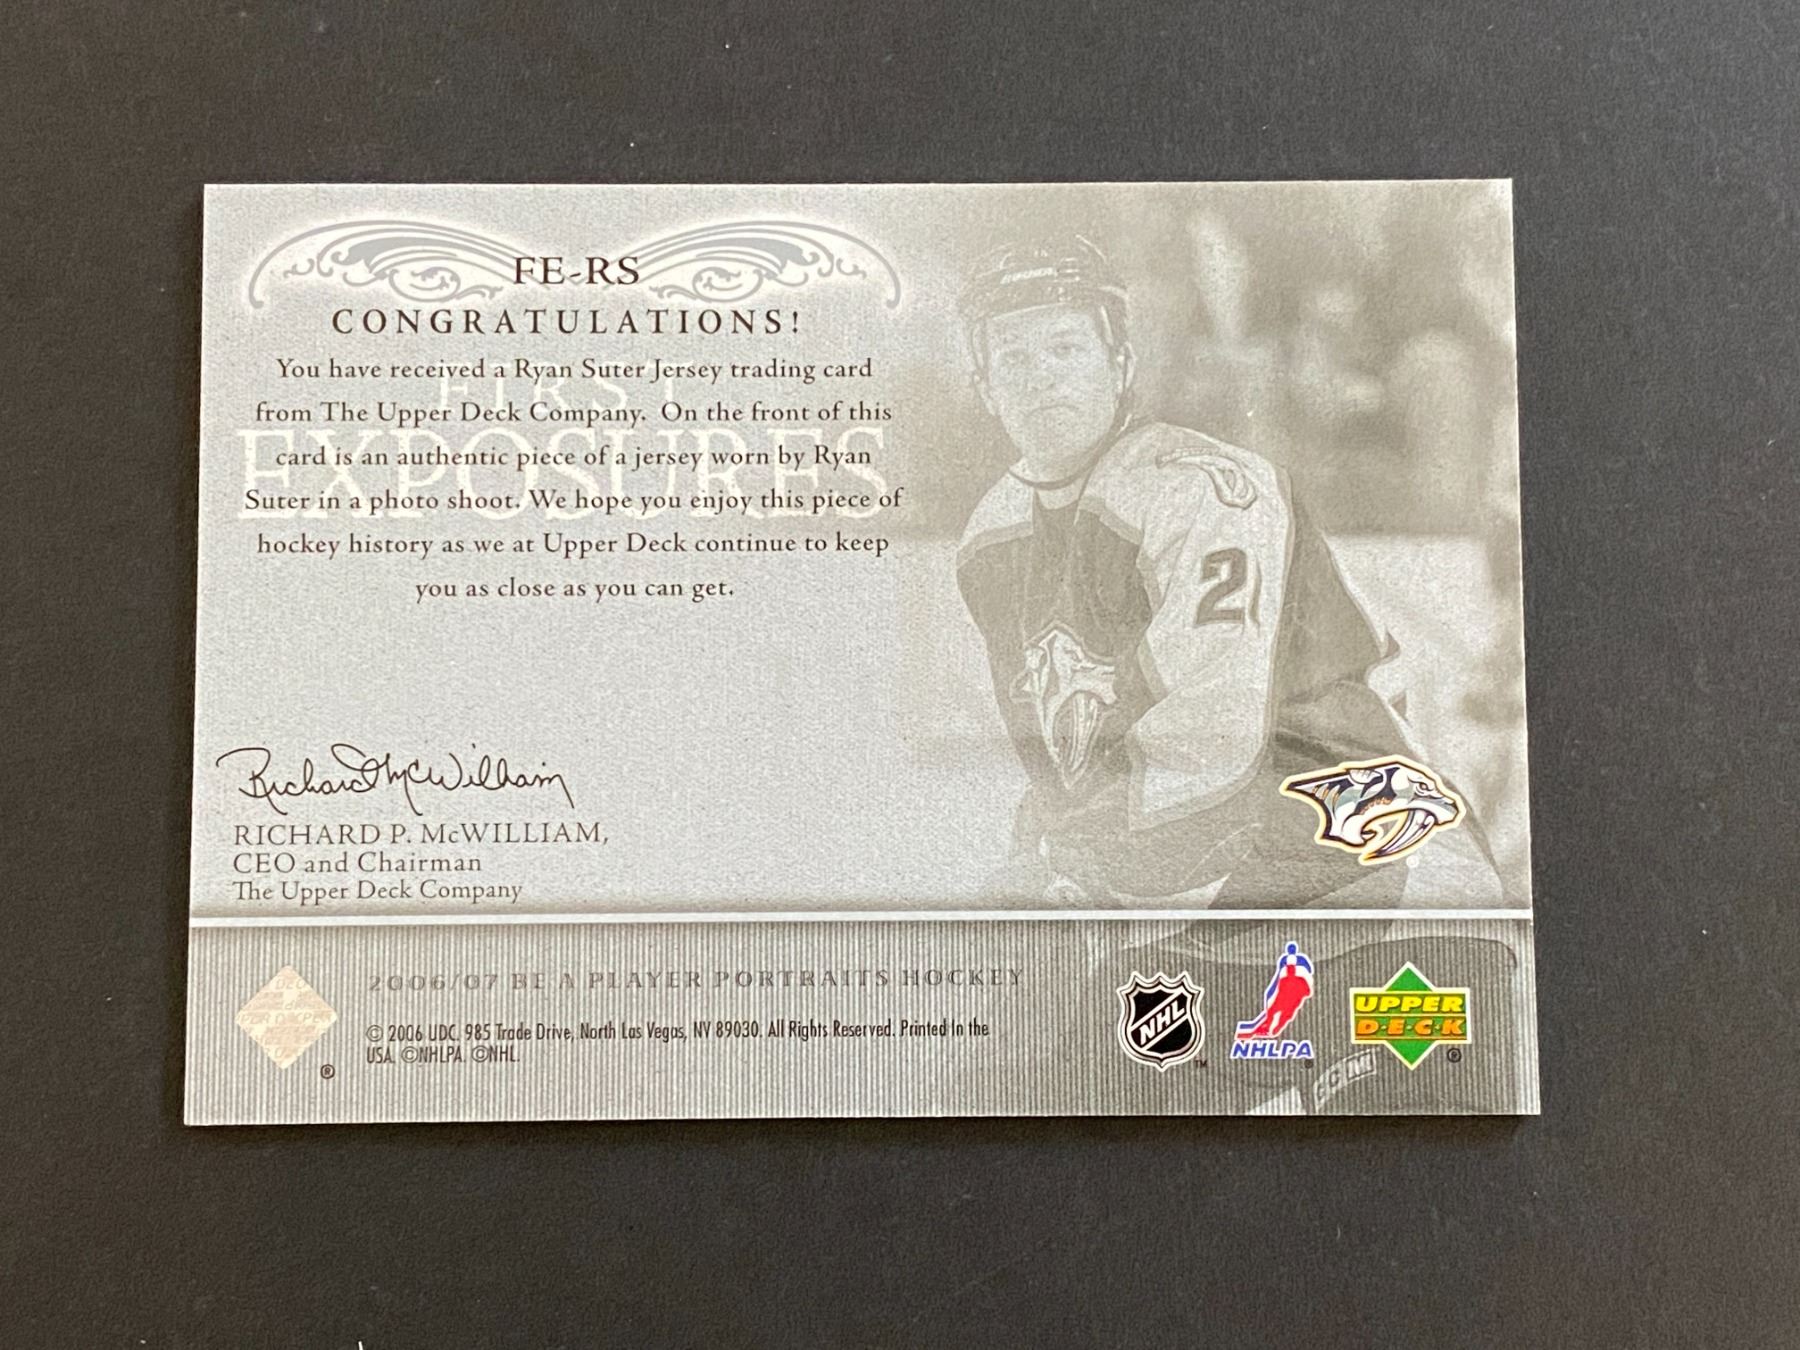 FE-RS
CONGRATULATIONS!
FIRST
EXPOSURES
You have received a Ryan Suter Jersey trading card
from The Upper Deck Company. On the front of this
card is an authentic piece of a jersey worn by Ryan
Suter in a photo shoot. We hope you enjoy this piece of
hockey history as we at Upper Deck continue to keep
you as close as you can get.
2
Richard P. McWilliam
RICHARD P. McWILLIAM,
CEO and Chairman
The Upper Deck Company
2006/07 BE A PLAYER PORTRAITS HOCKEY
© 2006 UDC. 985 Trade Drive, North Las Vegas, NV 89030. All Rights Reserved. Printed In the
USA. ©NHLPA. ©NHL.
®
NHL
TM
NHLPA
®
UPPER
D·E·C·K
®
CCM